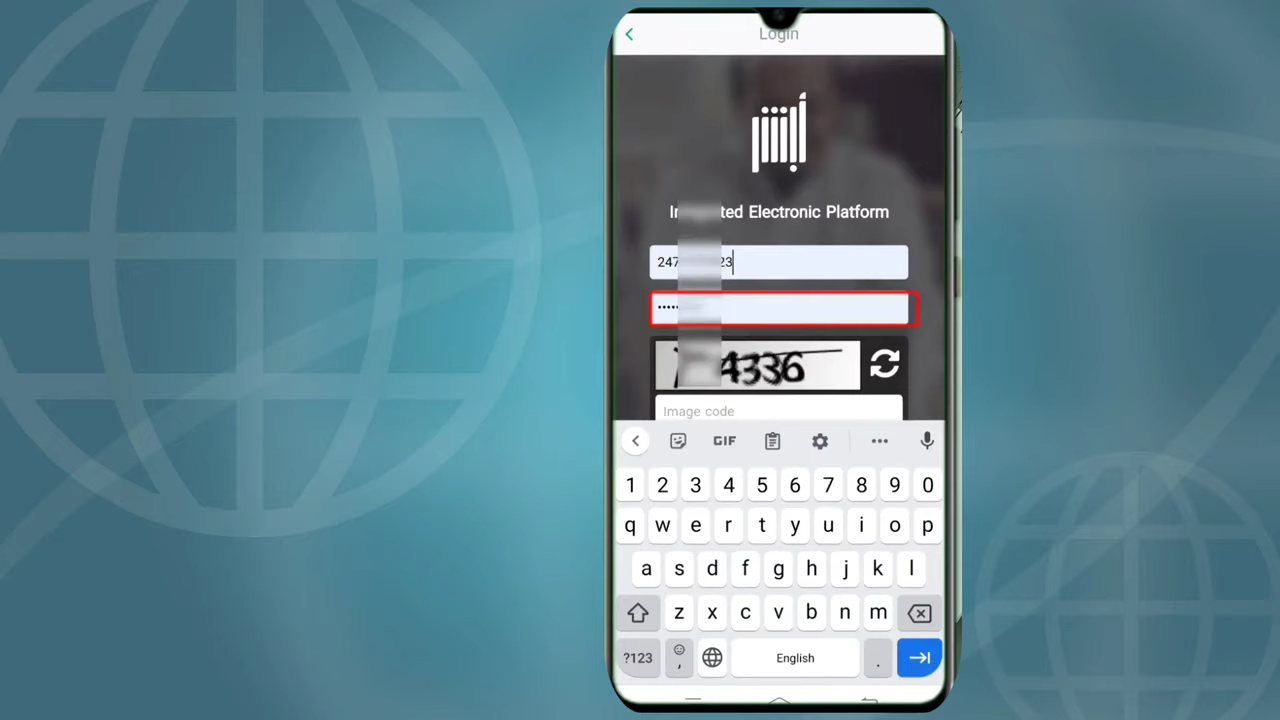 Login
أبشر
Electronic Platform
4336
Image code
GIF
1 2 3 4 5 6 7 8 9 0
q w e r t y u i o p
a s d f g h j k l
z x c v b n m
?123 , English .